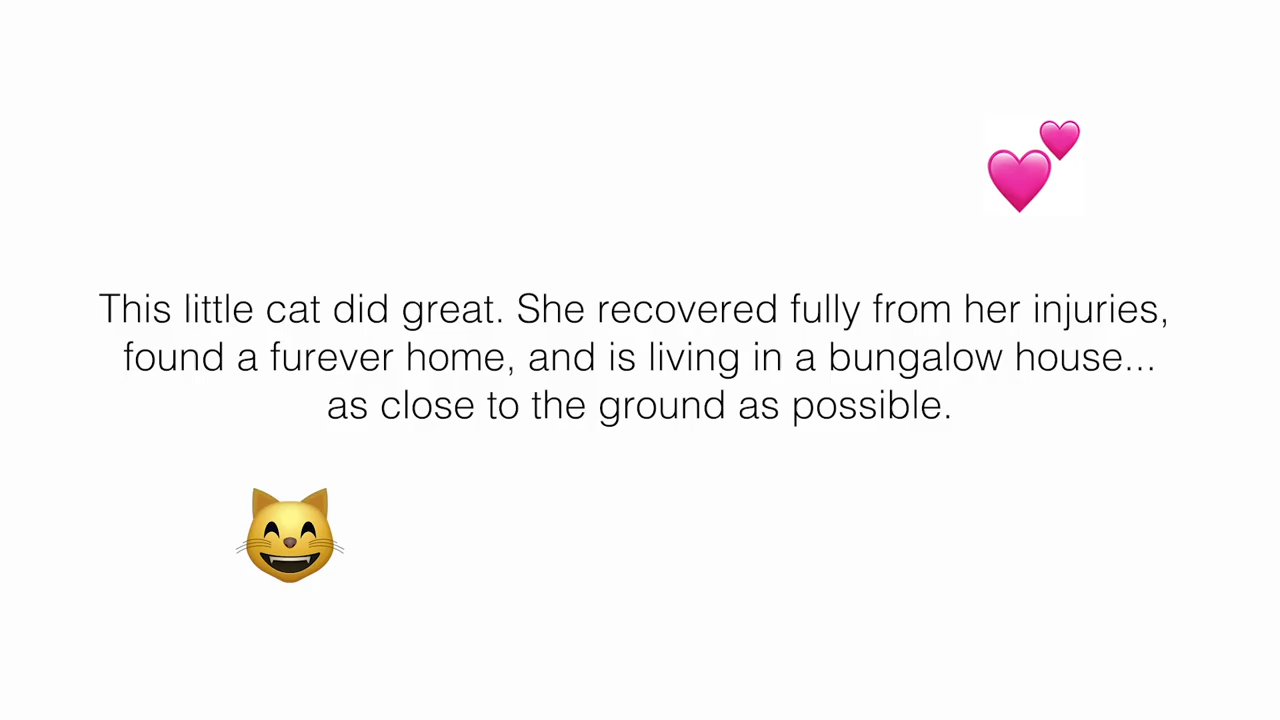 This little cat did great. She recovered fully from her injuries,
found a furever home, and is living in a bungalow house...
as close to the ground as possible.